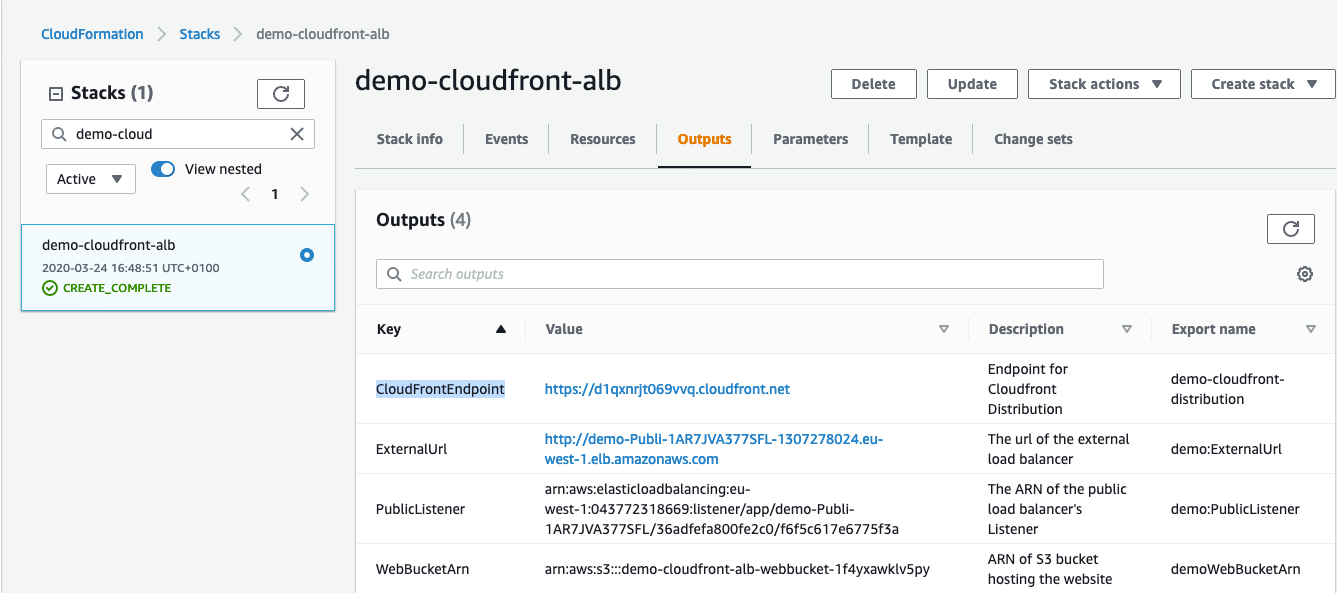 CloudFormation > Stacks > demo-cloudfront-alb
Stacks (1)
demo-cloud
Active
View nested
1
demo-cloudfront-alb
2020-03-24 16:48:51 UTC+0100
CREATE_COMPLETE
demo-cloudfront-alb
Delete Update Stack actions Create stack
Stack info Events Resources Outputs Parameters Template Change sets
Outputs (4)
Search outputs
Key Value Description Export name
CloudFrontEndpoint
https://d1qxnrjt069vvq.cloudfront.net
Endpoint for
Cloudfront
Distribution
demo-cloudfront-
distribution
ExternalUrl
http://demo-Publi-1AR7JVA377SFL-1307278024.eu-
west-1.elb.amazonaws.com
The url of the external
load balancer
demo:ExternalUrl
PublicListener
arn:aws:elasticloadbalancing:eu-
west-1:043772318669:listener/app/demo-Publi-
1AR7JVA377SFL/36adfefa800fe2c0/f6f5c617e6775f3a
The ARN of the public
load balancer's
Listener
demo:PublicListener
WebBucketArn
arn:aws:s3:::demo-cloudfront-alb-webbucket-1f4yxawklv5py
ARN of S3 bucket
hosting the website
demoWebBucketArn